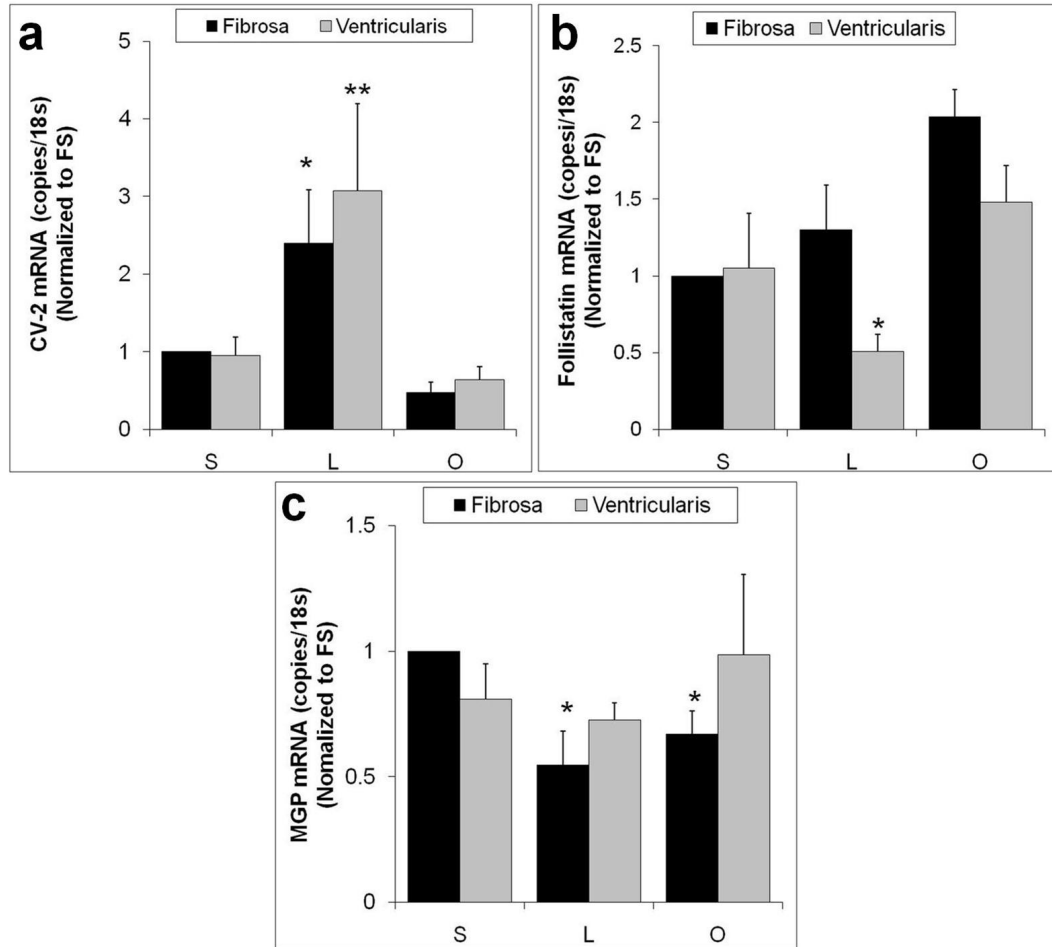 a
Fibrosa Ventricularis
CV-2 mRNA (copies/18s)
(Normalized to FS)
5
4
3
2
1
0
* **
S L O
b
Fibrosa Ventricularis
Follistatin mRNA (copesi/18s)
(Normalized to FS)
2.5
2
1.5
1
0.5
0
*
S L O
c
Fibrosa Ventricularis
MGP mRNA (copies/18s)
(Nomalized to FS)
1.5
1
0.5
0
* *
S L O